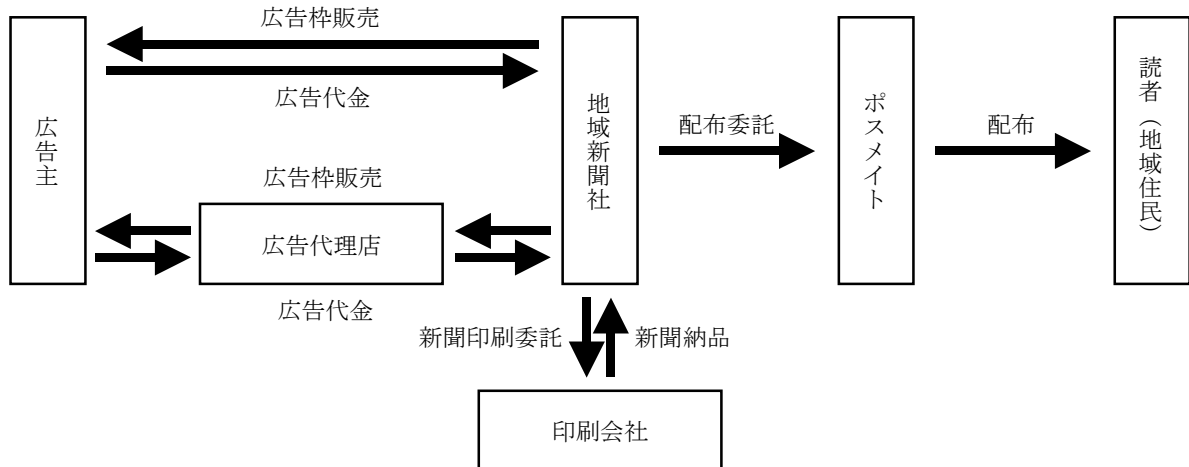 広告枠販売
広告代金
広告主
広告枠販売
広告代理店
広告代金
地域新聞社
配布委託
ポスメイト
配布
読者（地域住民）
新聞印刷委託
新聞納品
印刷会社